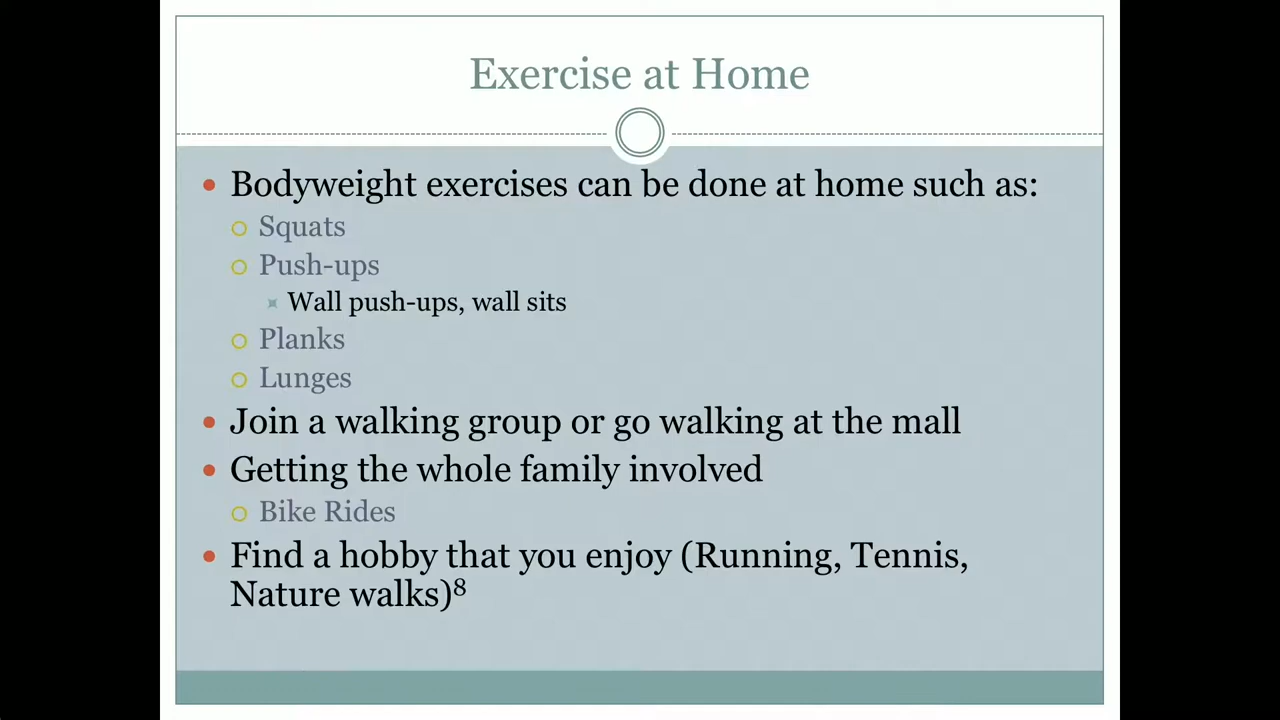 Exercise at Home
Bodyweight exercises can be done at home such as:
Squats
Push-ups
Wall push-ups, wall sits
Planks
Lunges
Join a walking group or go walking at the mall
Getting the whole family involved
Bike Rides
Find a hobby that you enjoy (Running, Tennis,
Nature walks)⁸